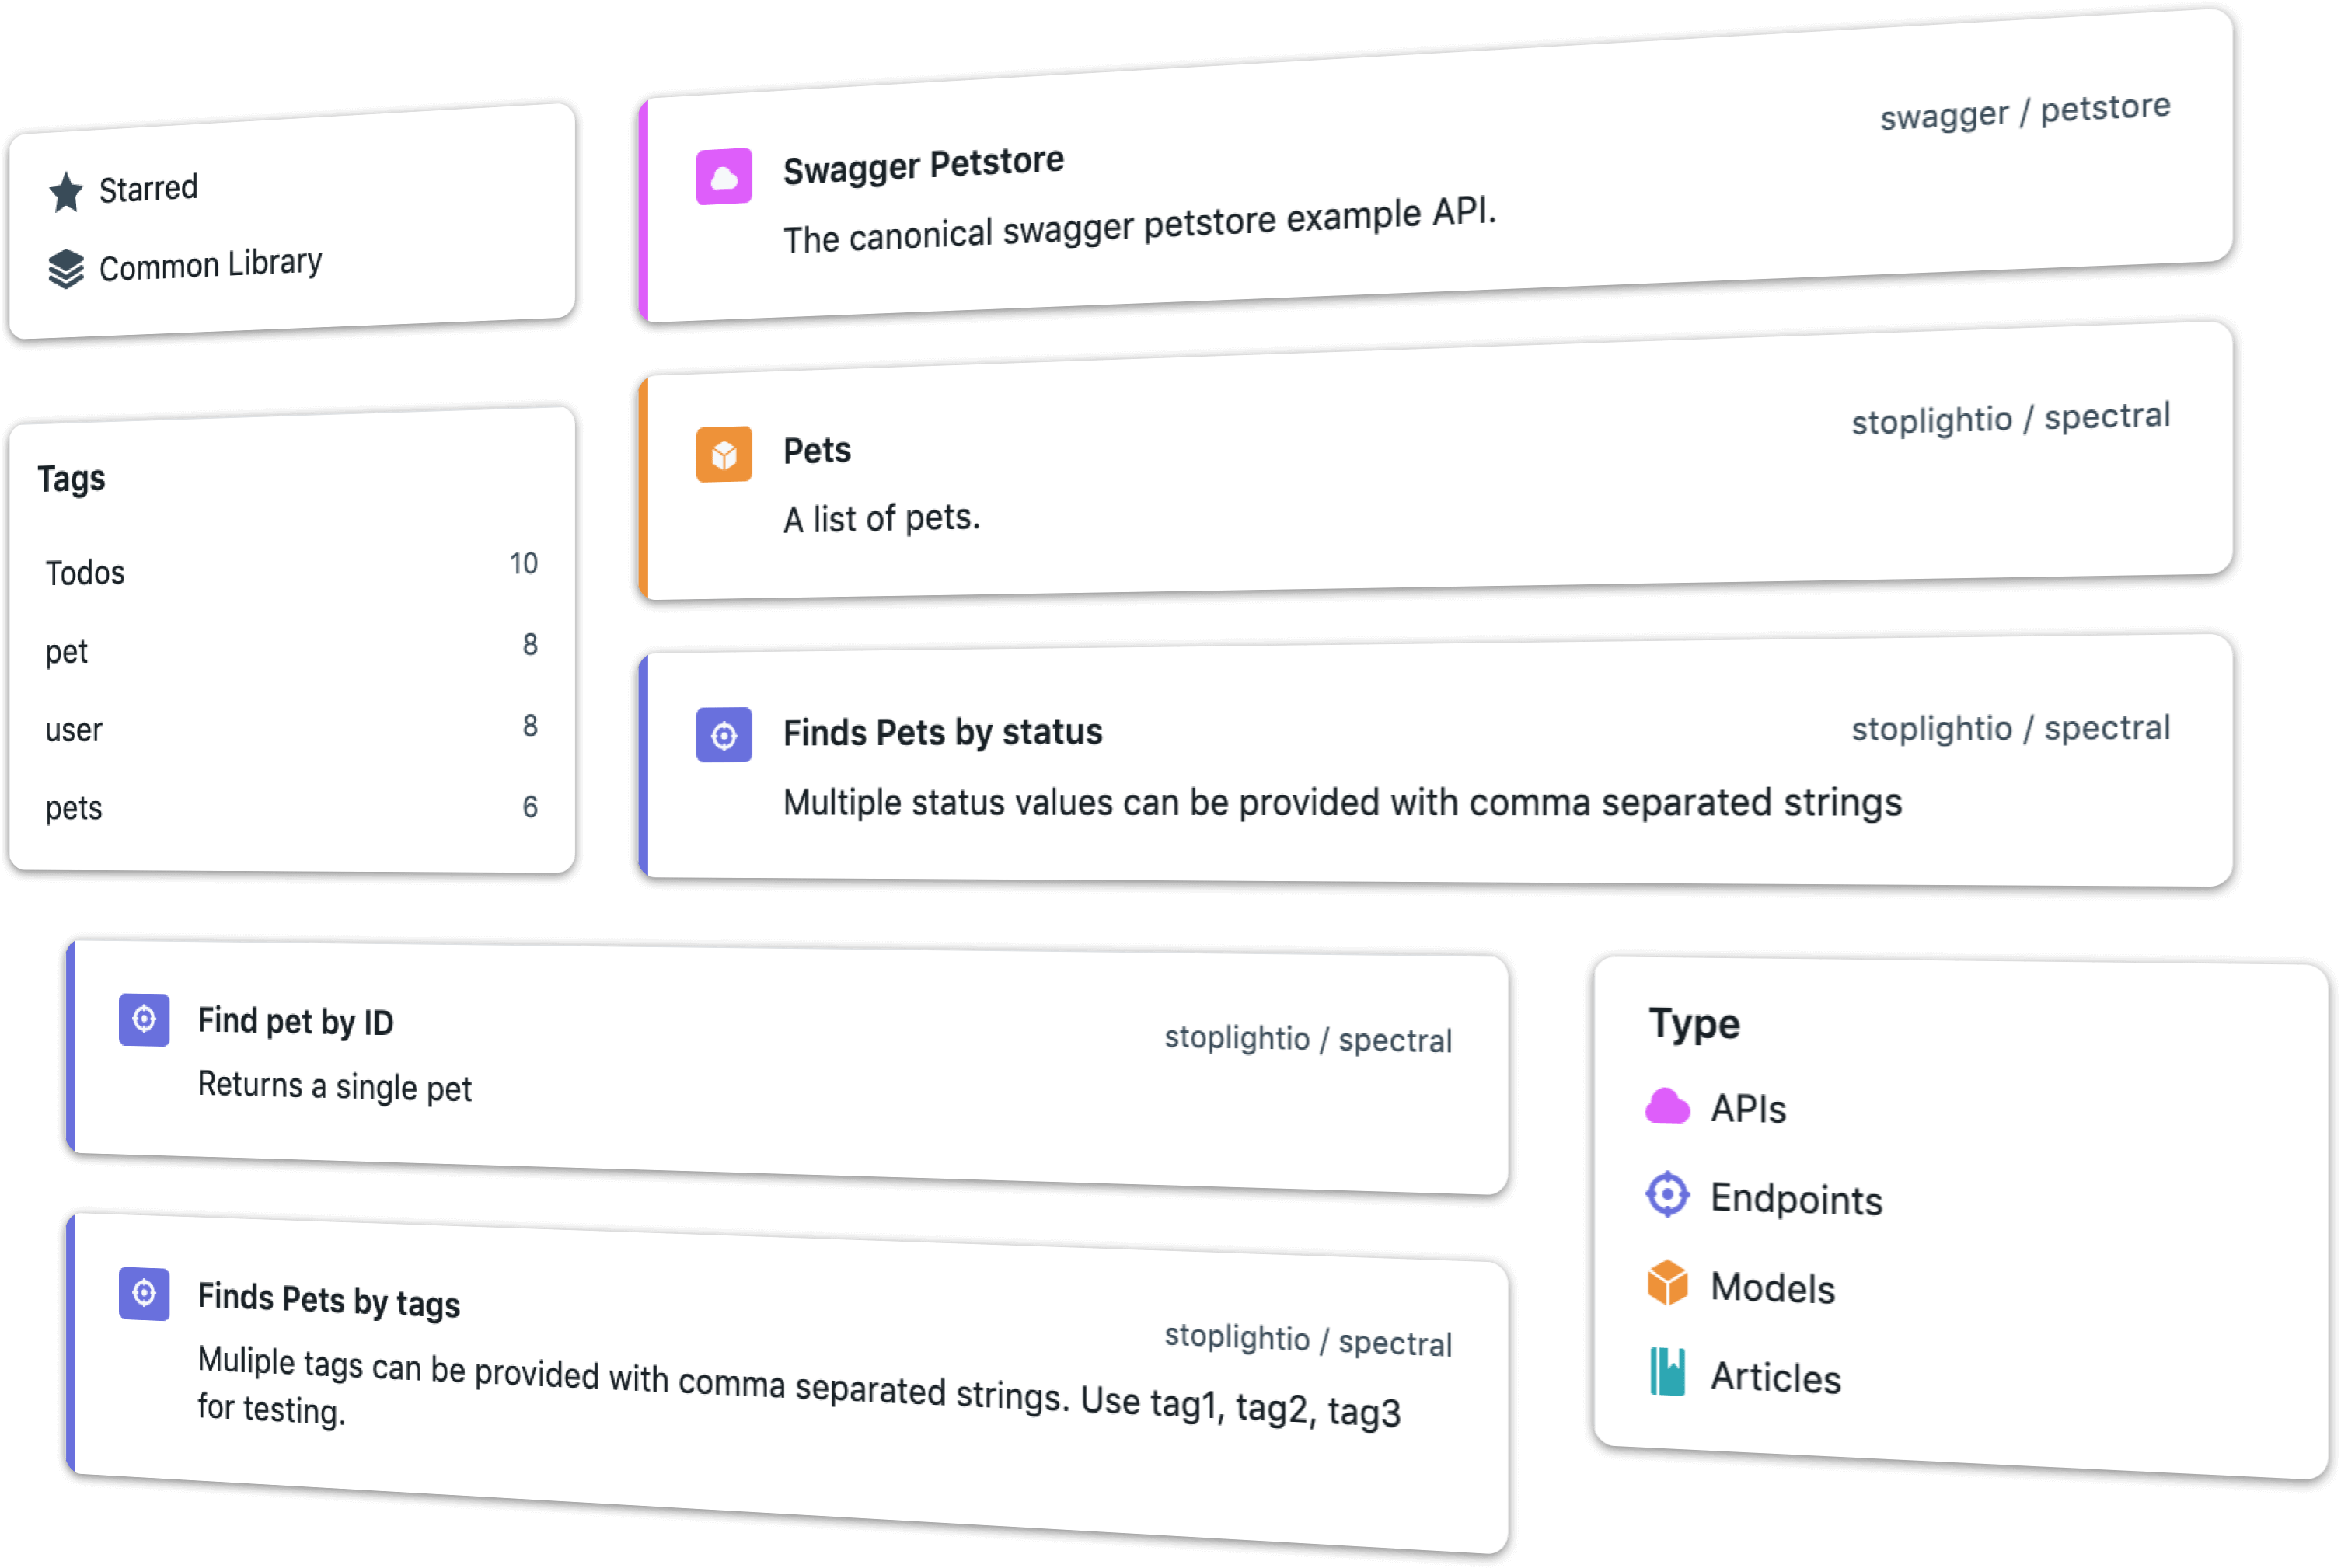 Starred
Common Library
Tags
Todos 10
pet 8
user 8
pets 6
Swagger Petstore
swagger / petstore
The canonical swagger petstore example API.
Pets
stoplightio / spectral
A list of pets.
Finds Pets by status
stoplightio / spectral
Multiple status values can be provided with comma separated strings
Find pet by ID
stoplightio / spectral
Returns a single pet
Finds Pets by tags
stoplightio / spectral
Muliple tags can be provided with comma separated strings. Use tag1, tag2, tag3
for testing.
Type
APIs
Endpoints
Models
Articles